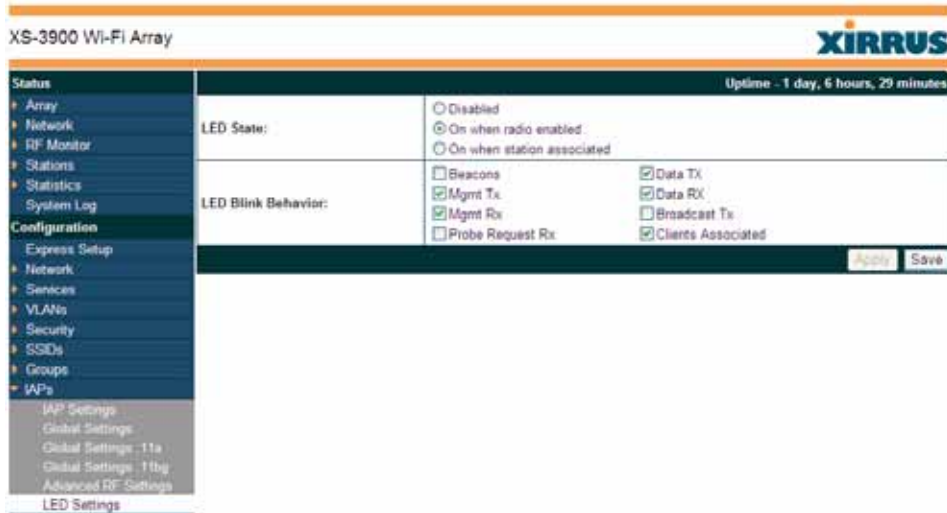 XS-3900 Wi-Fi Array
XIRRUS
Status
Uptime - 1 day, 6 hours, 29 minutes
Array
Network
RF Monitor
Stations
Statistics
System Log
Configuration
Express Setup
Network
Services
VLANs
Security
SSIDs
Groups
IAPs
IAP Settings
Global Settings
Global Settings .11a
Global Settings .11bg
Advanced RF Settings
LED Settings
LED State:
Disabled
On when radio enabled
On when station associated
LED Blink Behavior:
Beacons
Data TX
Mgmt Tx
Data RX
Mgmt Rx
Broadcast Tx
Probe Request Rx
Clients Associated
Apply
Save